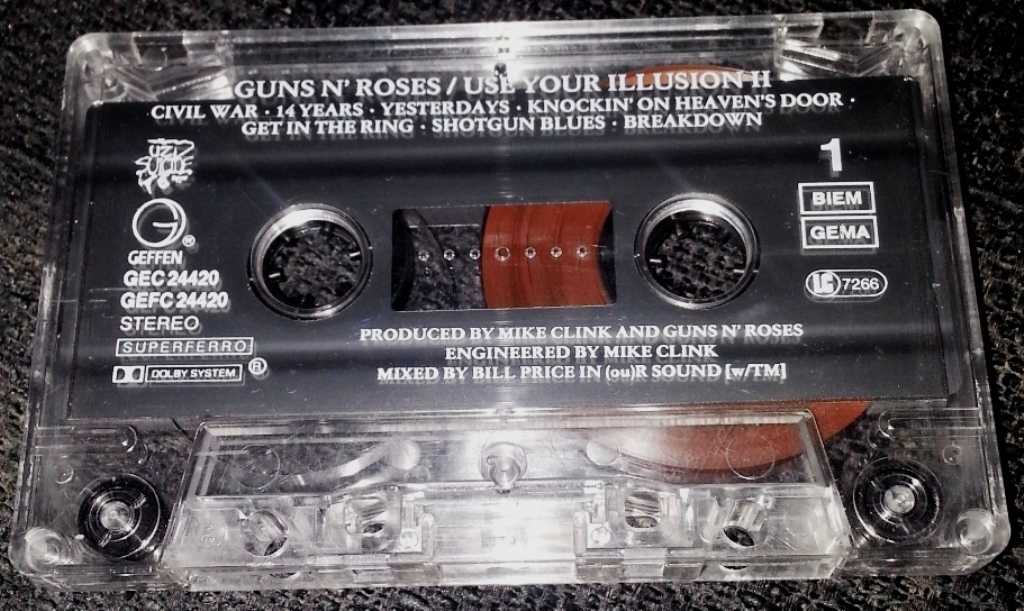 GUNS N' ROSES / USE YOUR ILLUSION II
CIVIL WAR · 14 YEARS · YESTERDAYS · KNOCKIN' ON HEAVEN'S DOOR ·
GET IN THE RING · SHOTGUN BLUES · BREAKDOWN
UZI
SUICIDE
1
BIEM
GEMA
LC 7266
®
GEFFEN
GEC 24420
GEFC 24420
STEREO
SUPERFERRO
DOLBY SYSTEM ®
PRODUCED BY MIKE CLINK AND GUNS N' ROSES
ENGINEERED BY MIKE CLINK
MIXED BY BILL PRICE IN (ou)R SOUND [w/TM]